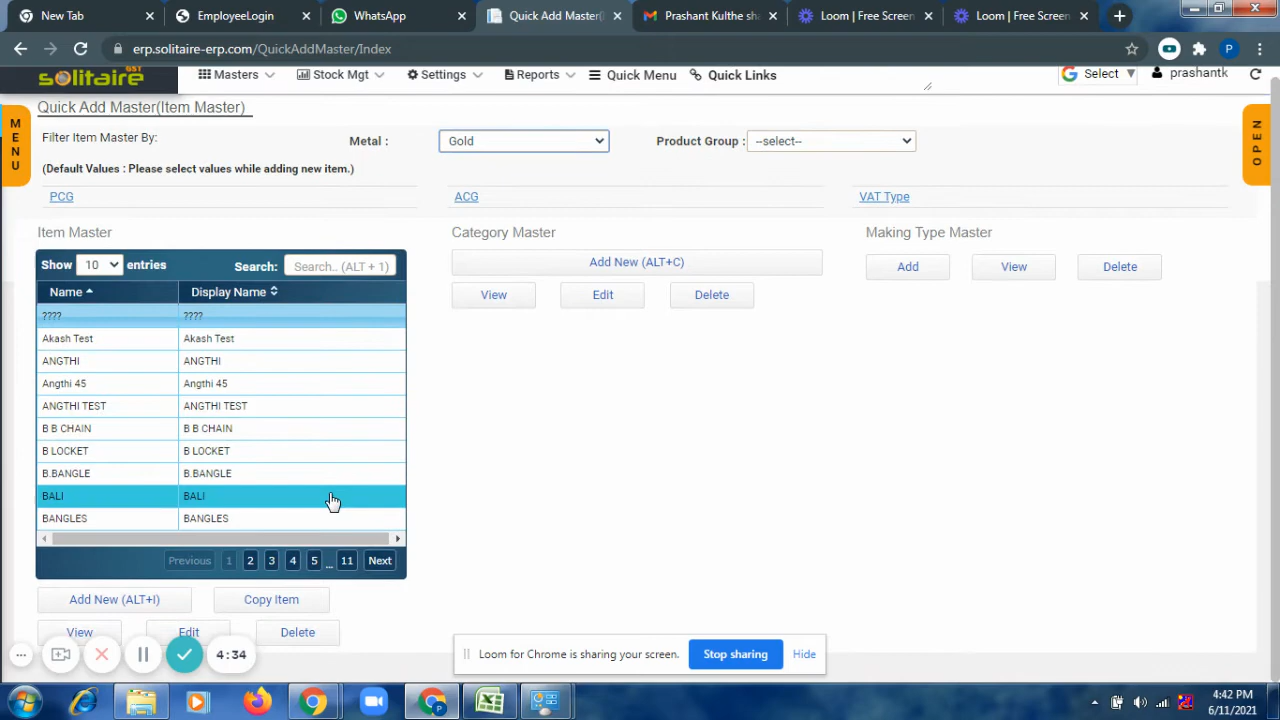 New Tab
EmployeeLogin
WhatsApp
Quick Add Master(
Prashant Kulthe sh
Loom | Free Screen
Loom | Free Screen
erp.solitaire-erp.com/QuickAddMaster/Index
P
solitaire GST
Masters
Stock Mgt
Settings
Reports
Quick Menu
Quick Links
Select
prashantk
MENU
OPEN
Quick Add Master(Item Master)
Filter Item Master By:
Metal :
Gold
Product Group :
--select--
(Default Values : Please select values while adding new item.)
PCG
ACG
VAT Type
Item Master
Category Master
Making Type Master
Show 10 entries
Search:
Search.. (ALT + 1)
Add New (ALT+C)
Add
View
Delete
View
Edit
Delete
Name
Display Name
???? ????
Akash Test Akash Test
ANGTHI ANGTHI
Angthi 45 Angthi 45
ANGTHI TEST ANGTHI TEST
B B CHAIN B B CHAIN
B LOCKET B LOCKET
B.BANGLE B.BANGLE
BALI BALI
BANGLES BANGLES
Previous 1 2 3 4 5 ... 11 Next
Add New (ALT+I)
Copy Item
View
Edit
Delete
4:34
Loom for Chrome is sharing your screen.
Stop sharing
Hide
4:42 PM
6/11/2021